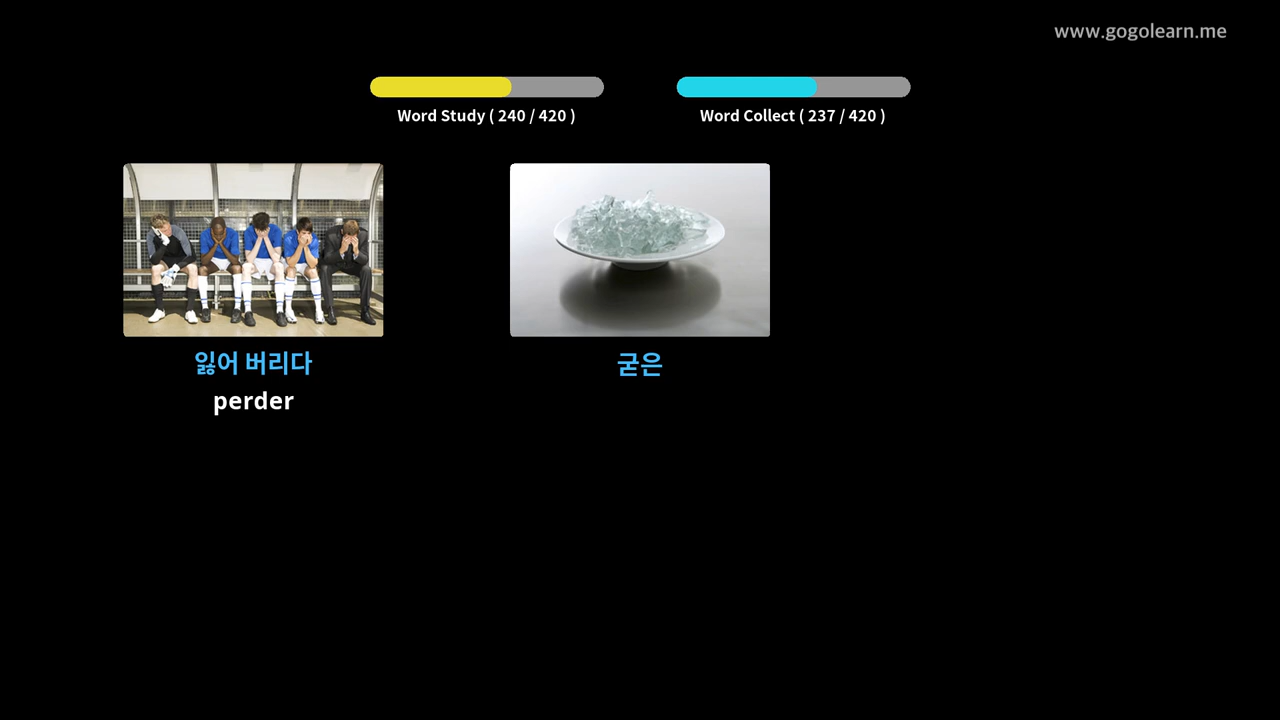 www.gogolearn.me
Word Study ( 240 / 420 )
Word Collect ( 237 / 420 )
잃어 버리다
굳은
perder